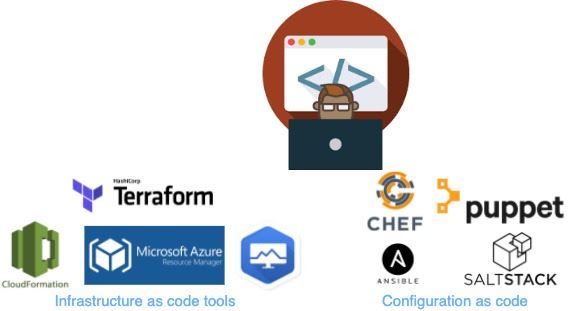 </>
HashiCorp
Terraform
CloudFormation
Microsoft Azure
Resource Manager
Infrastructure as code tools
CHEF
puppet
ANSIBLE
SALTSTACK
Configuration as code